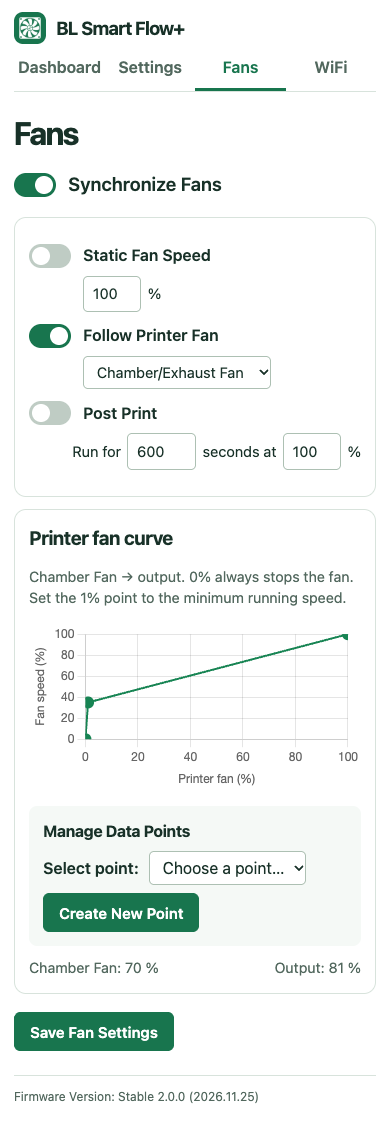 BL Smart Flow+
Dashboard Settings Fans WiFi
Fans
Synchronize Fans
Static Fan Speed
100 %
Follow Printer Fan
Chamber/Exhaust Fan
Post Print
Run for 600 seconds at 100 %
Printer fan curve
Chamber Fan → output. 0% always stops the fan.
Set the 1% point to the minimum running speed.
Fan speed (%)
100
80
60
40
20
0
0 20 40 60 80 100
Printer fan (%)
Manage Data Points
Select point: Choose a point...
Create New Point
Chamber Fan: 70 % Output: 81 %
Save Fan Settings
Firmware Version: Stable 2.0.0 (2026.11.25)